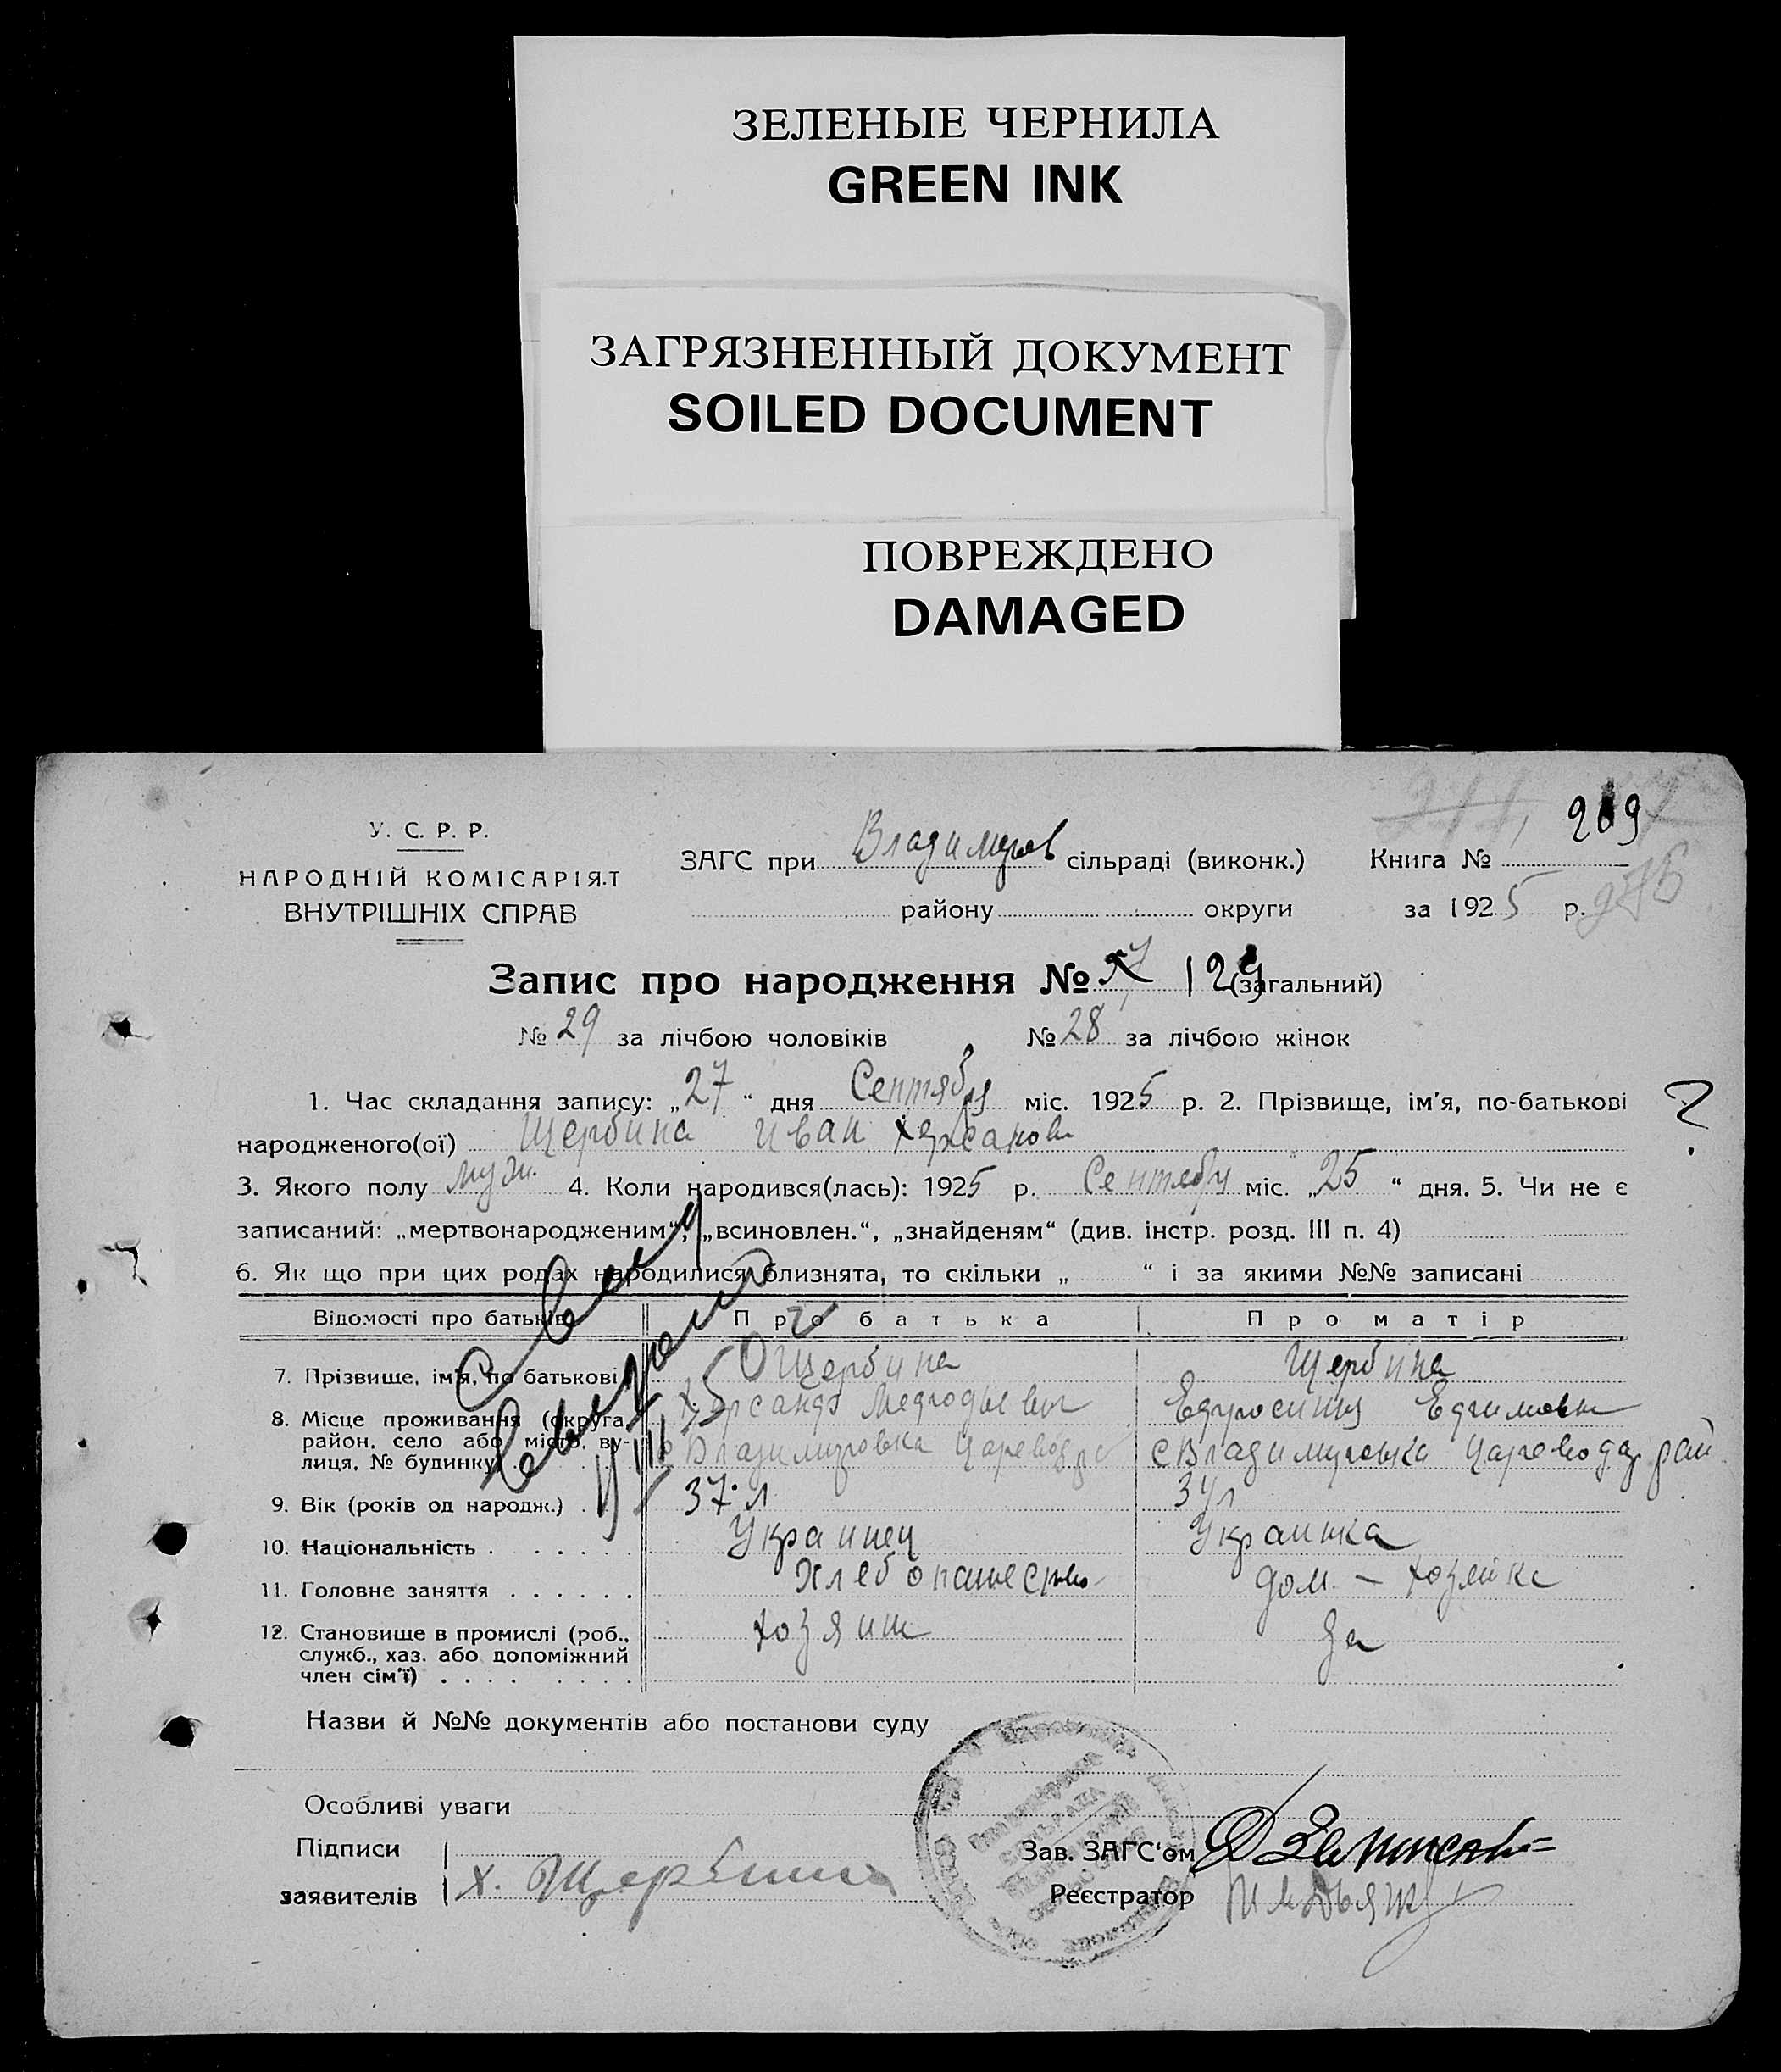 ЗЕЛЕНЫЕ ЧЕРНИЛА
GREEN INK
ЗАГРЯЗНЕННЫЙ ДОКУМЕНТ
SOILED DOCUMENT
ПОВРЕЖДЕНО
DAMAGED
У. С. Р. Р.
НАРОДНІЙ КОМІСАРІЯТ
ВНУТРІШНІХ СПРАВ
ЗАГС при Владимиров сільраді (виконк.) Книга №
района округи за 1925 р.
Запис про народження № 57 129 (загальний)
№ 29 за лічбою чоловіків № 28 за лічбою жінок
1. Час складання запису: „27“ дня Сентября міс. 1925 р. 2. Прізвище, ім’я, по-батькові ?
народженого(ої) Щербина Иван
3. Якого полу муж. 4. Коли народився(лась): 1925 р. Сентября міс. „25“ дня. 5. Чи не є
записаний: „мертвонародженим“, „всиновлен.“, „знайденям“ (див. інстр. розд. III п. 4)
6. Як що при цих родах народилися близнята, то скільки „ “ і за якими №№ записані
Відомості про батьків Про батька Про матір
7. Прізвище, ім’я, по батькові Щербина Щербина
8. Місце проживання (округа, район, село або місто, вулиця, № будинку) Владимировка с Владимировка
9. Вік (років од народж.) 37 л 34 л
10. Національність Украинец Украинка
11. Головне заняття Хлебопашество дом – хозяйка
12. Становище в промислі (роб., хозяин
служб., хаз. або допоміжний
член сім’ї)
Назви й №№ документів або постанови суду
Особливі уваги
Підписи Зав. ЗАГС‘ом
заявителів Х. Щербина Реєстратор